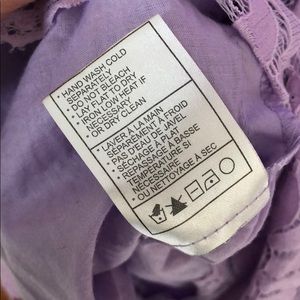 • HAND WASH COLD
SEPARATELY
• DO NOT BLEACH
• LAY FLAT TO DRY
• IRON LOW HEAT IF
NECESSARY
• OR DRY CLEAN
• LAVER À LA MAIN
SÉPARÉMENT À FROID
• PAS D'EAU DE JAVEL
• SÉCHAGE À PLAT
• REPASSAGE À BASSE
TEMPÉRATURE SI
NÉCESSAIRE
• OU NETTOYAGE À SEC